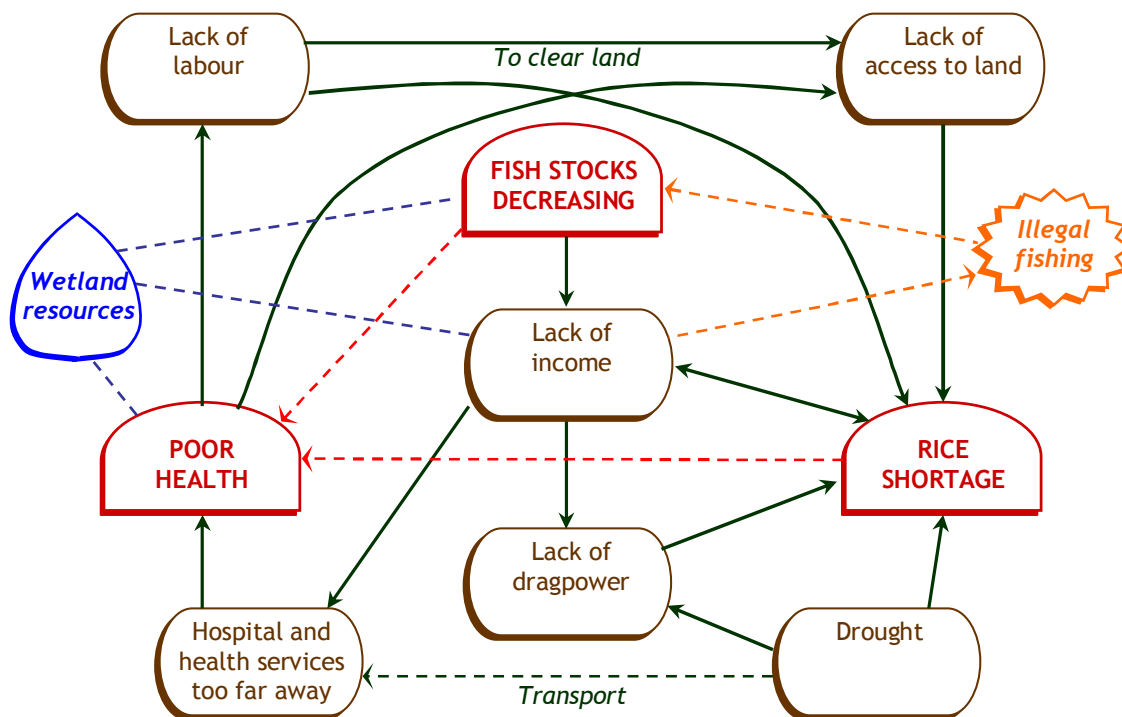 Lack of
labour
To clear land
Lack of
access to land
FISH STOCKS
DECREASING
Illegal
fishing
Wetland
resources
Lack of
income
POOR
HEALTH
RICE
SHORTAGE
Lack of
dragpower
Hospital and
health services
too far away
Drought
Transport